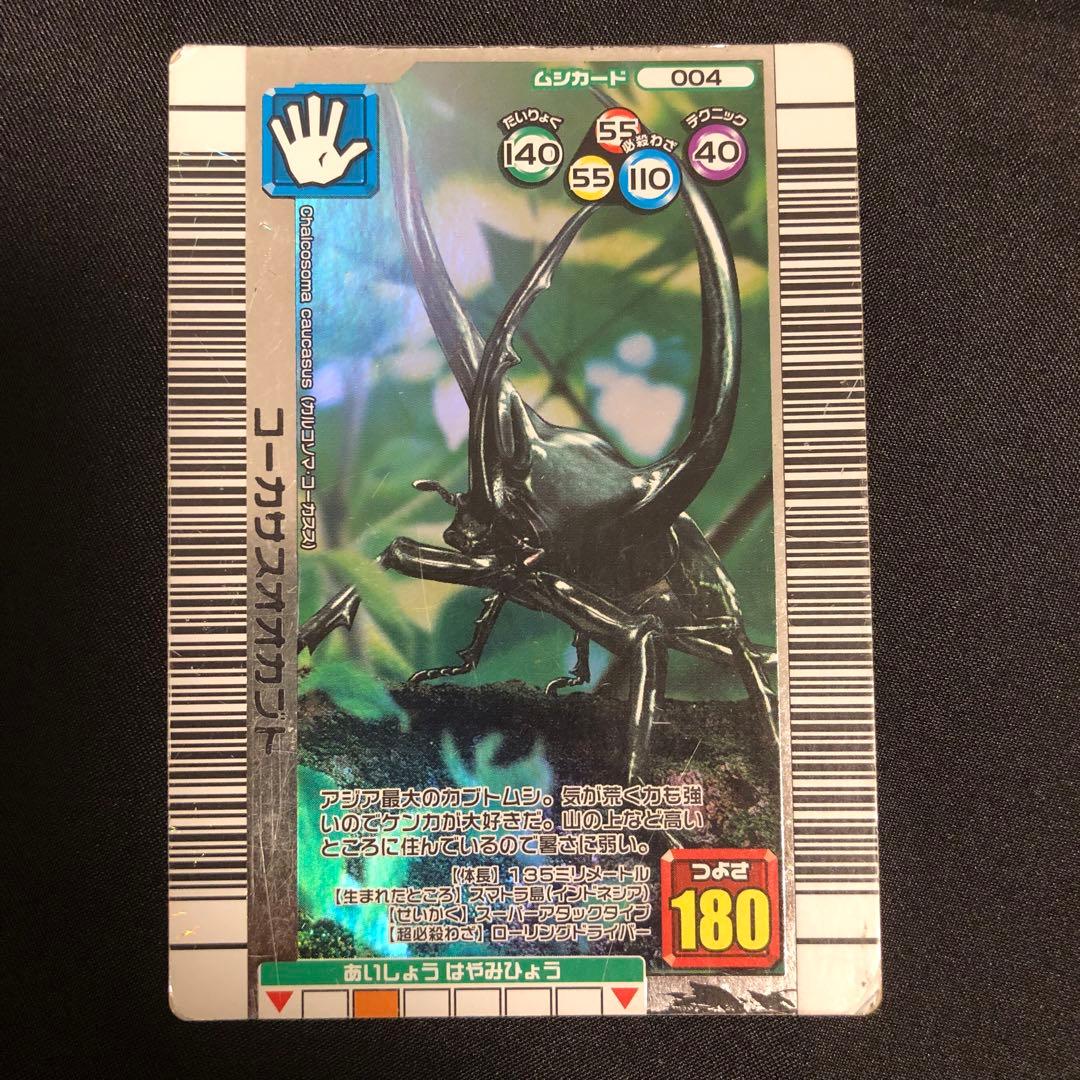 ムシカード 004
たいりょく
140
55
必殺わざ
55
110
テクニック
40
chalcosoma caucasus (カルコソマ・コーカスス)
コーカサスオオカブト
アジア最大のカブトムシ。気が荒く力も強
いのでケンカが大好きだ。山の上など高い
ところに住んでいるので暑さに弱い。
【体長】135ミリメートル
【生まれたところ】スマトラ島(インドネシア)
【せいかく】スーパーアタックタイプ
【超必殺わざ】ローリングドライバー
つよさ
180
あいしょう はやみひょう